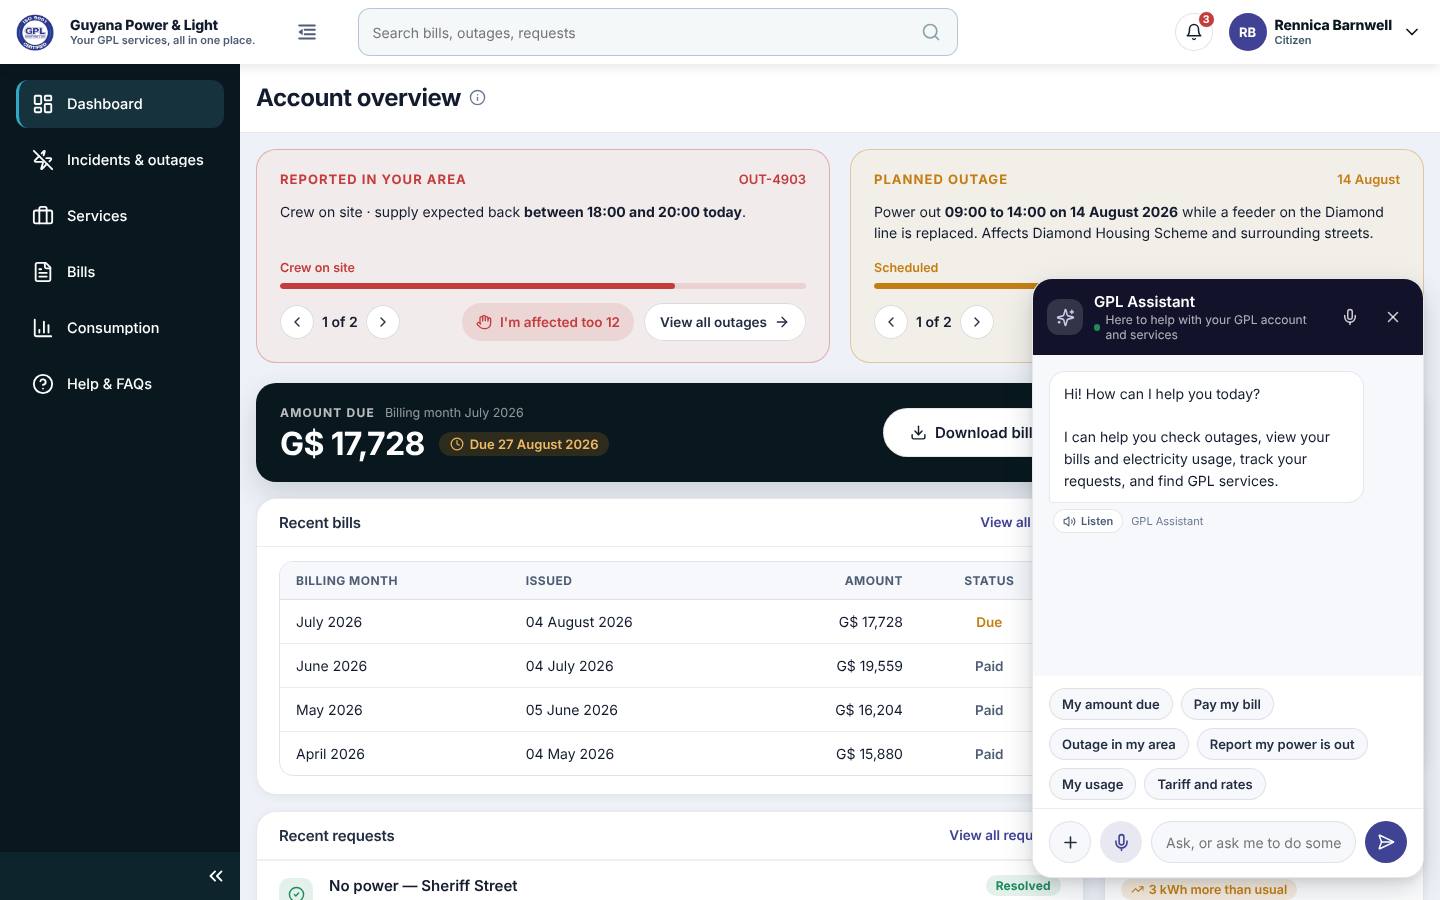 ISO 9001
GPL
CERTIFIED
Guyana Power & Light
Your GPL services, all in one place.
Search bills, outages, requests
3
RB
Rennica Barnwell
Citizen
Dashboard
Incidents & outages
Services
Bills
Consumption
Help & FAQs
Account overview
REPORTED IN YOUR AREA
OUT-4903
Crew on site · supply expected back between 18:00 and 20:00 today.
Crew on site
1 of 2
I'm affected too 12
View all outages
PLANNED OUTAGE
14 August
Power out 09:00 to 14:00 on 14 August 2026 while a feeder on the Diamond
line is replaced. Affects Diamond Housing Scheme and surrounding streets.
Scheduled
1 of 2
AMOUNT DUE Billing month July 2026
G$ 17,728
Due 27 August 2026
Download bill
Recent bills
View all
BILLING MONTH ISSUED AMOUNT STATUS
July 2026 04 August 2026 G$ 17,728 Due
June 2026 04 July 2026 G$ 19,559 Paid
May 2026 05 June 2026 G$ 16,204 Paid
April 2026 04 May 2026 G$ 15,880 Paid
Recent requests
View all requ
No power — Sheriff Street
Resolved
3 kWh more than usual
GPL Assistant
Here to help with your GPL account
and services
Hi! How can I help you today?
I can help you check outages, view your
bills and electricity usage, track your
requests, and find GPL services.
Listen
GPL Assistant
My amount due
Pay my bill
Outage in my area
Report my power is out
My usage
Tariff and rates
Ask, or ask me to do some